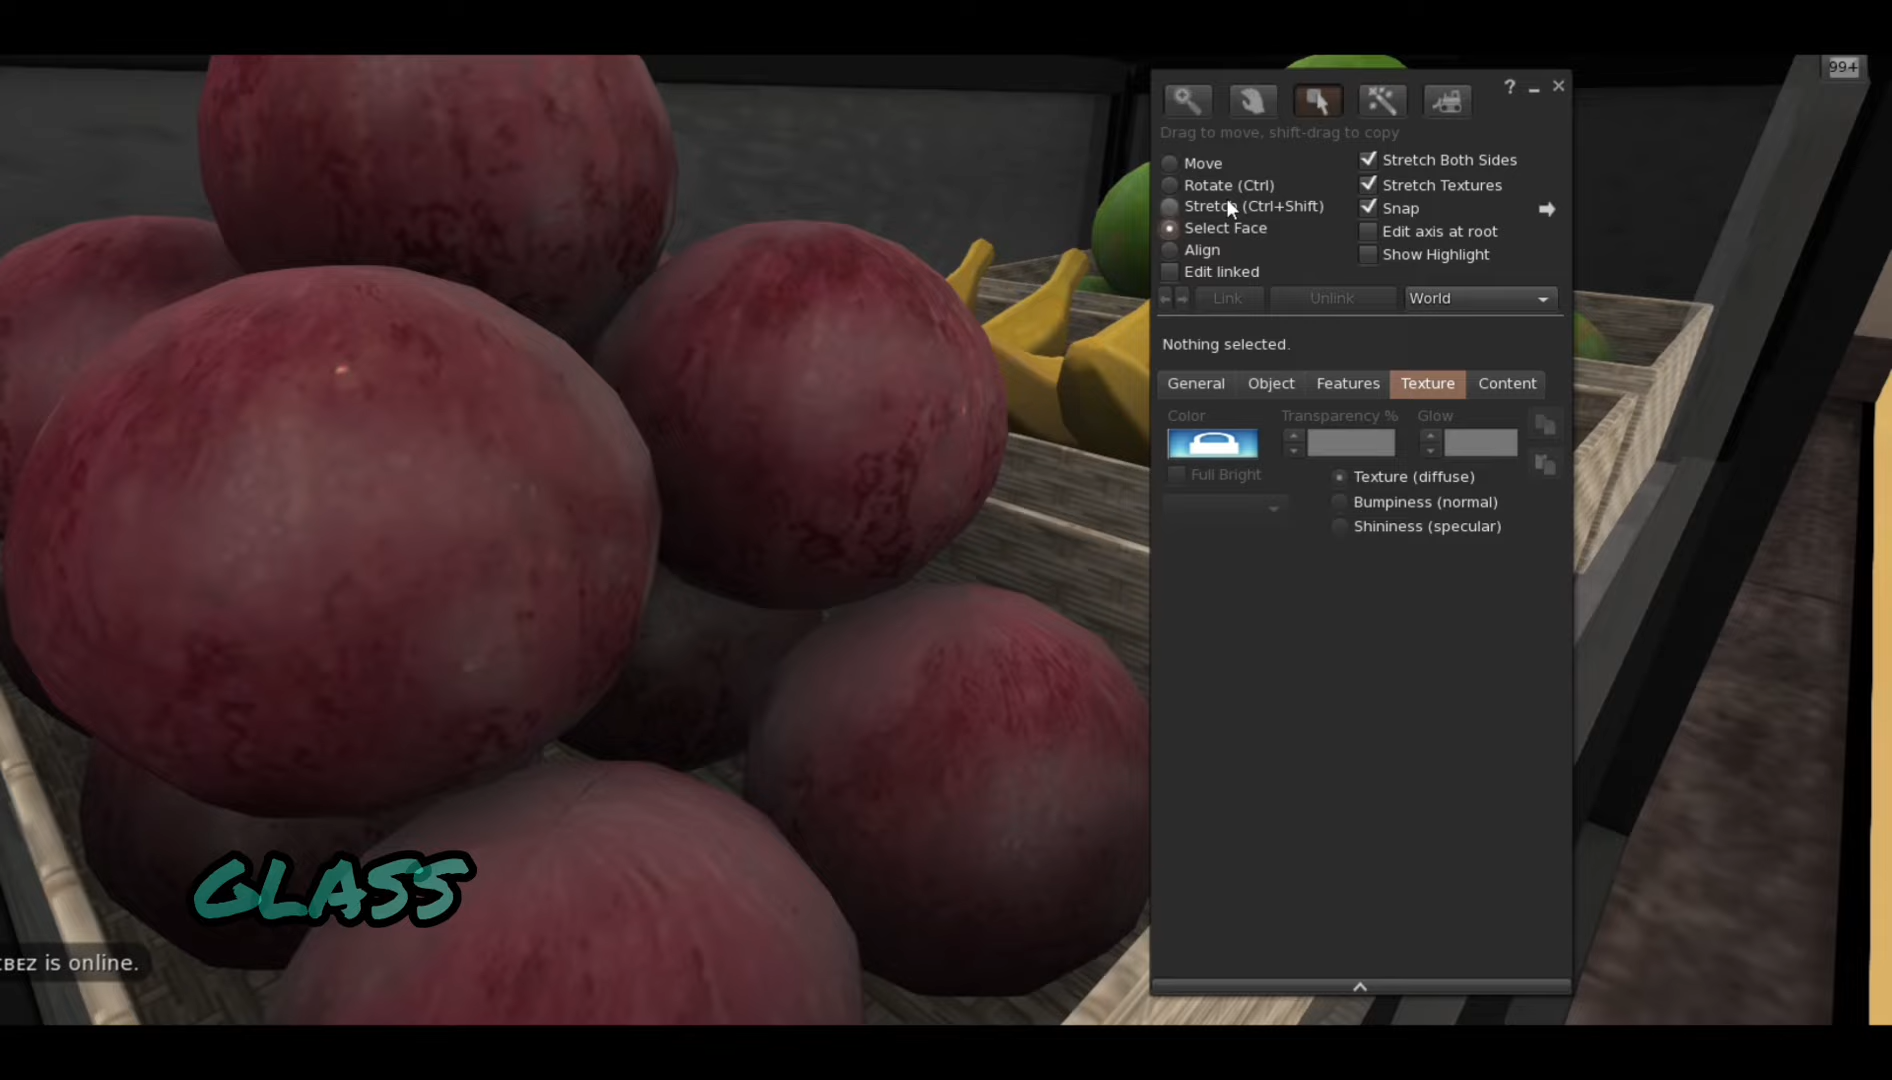 99+
?
Drag to move, shift-drag to copy
Move
Stretch Both Sides
Rotate (Ctrl)
Stretch Textures
Stretch (Ctrl+Shift)
Snap
Select Face
Edit axis at root
Align
Show Highlight
Edit linked
Link
Unlink
World
Nothing selected.
General
Object
Features
Texture
Content
Color
Transparency %
Glow
Full Bright
Texture (diffuse)
Bumpiness (normal)
Shininess (specular)
GLASS
is online.